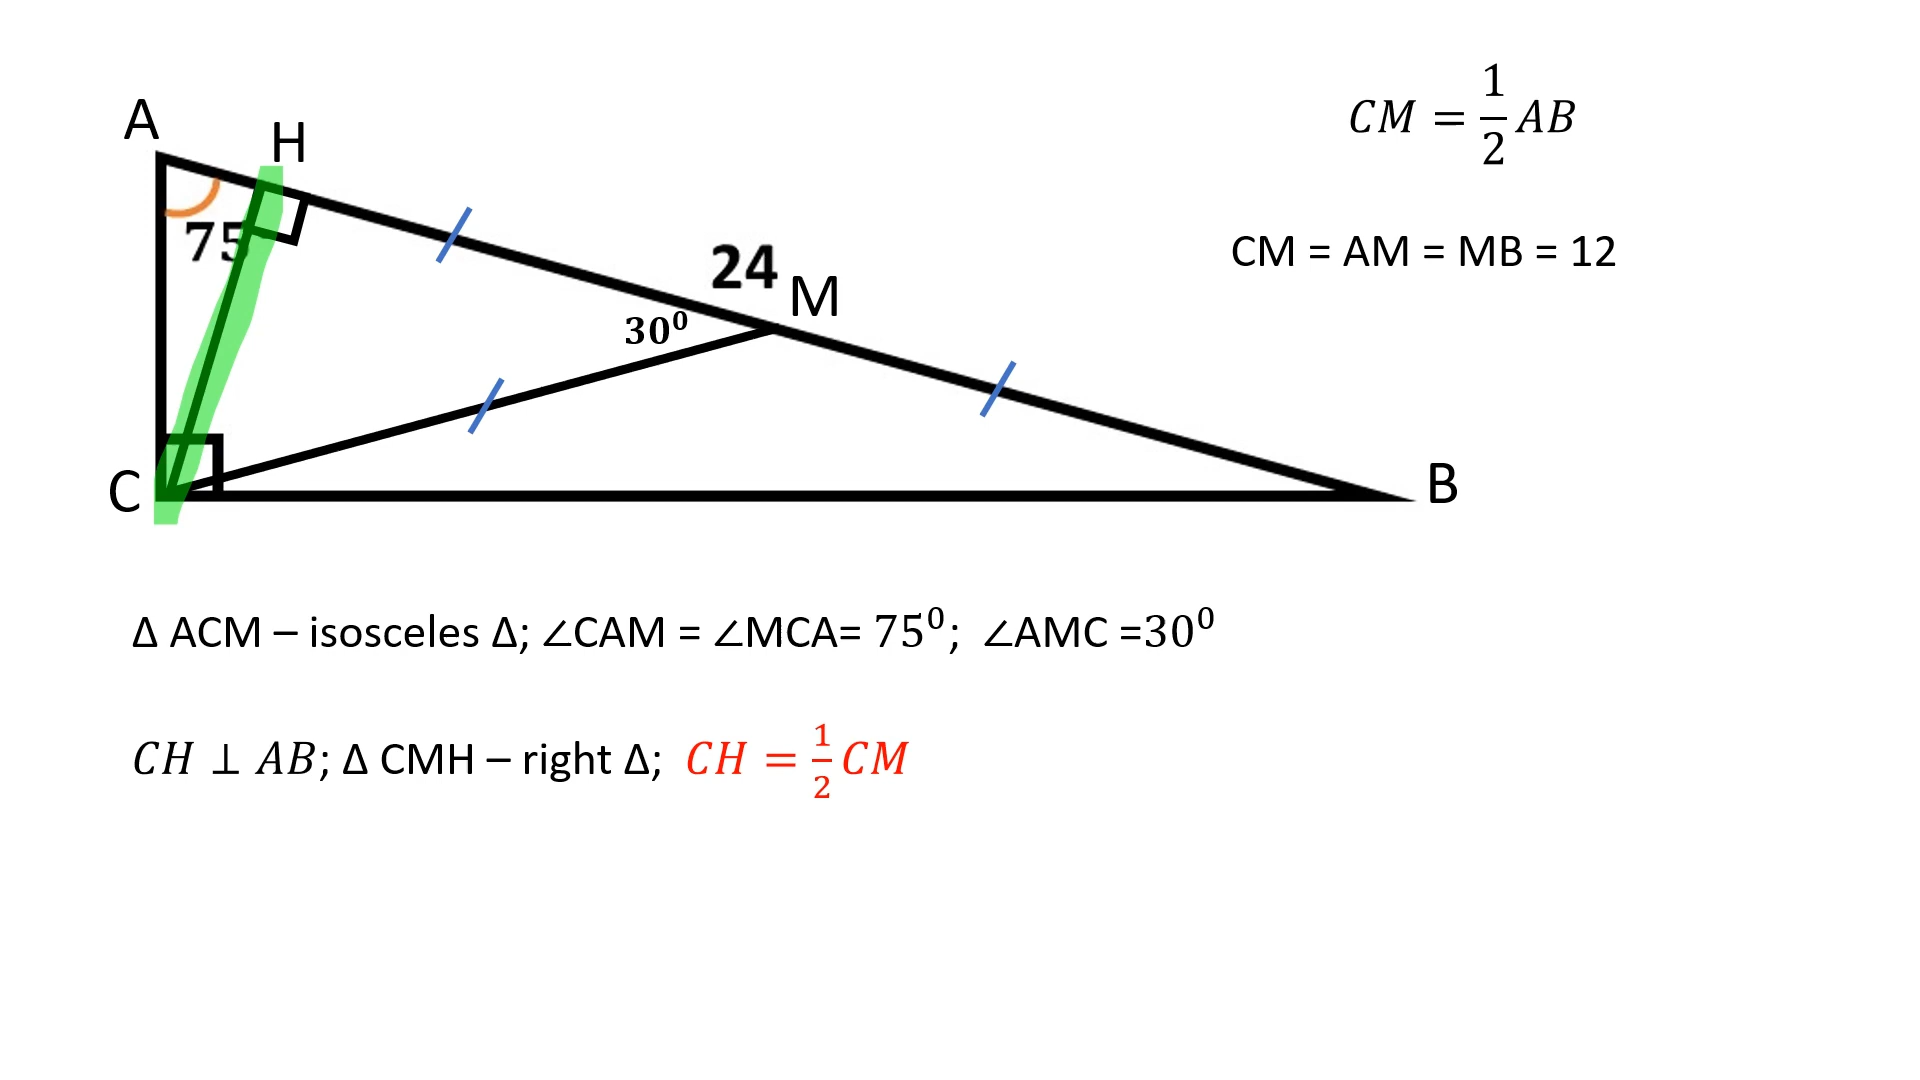 A
H
75
24
M
30⁰
C
B
CM = 1/2 AB
CM = AM = MB = 12
Δ ACM – isosceles Δ; ∠CAM = ∠MCA= 75⁰; ∠AMC =30⁰
CH ⊥ AB; Δ CMH – right Δ; CH = 1/2 CM